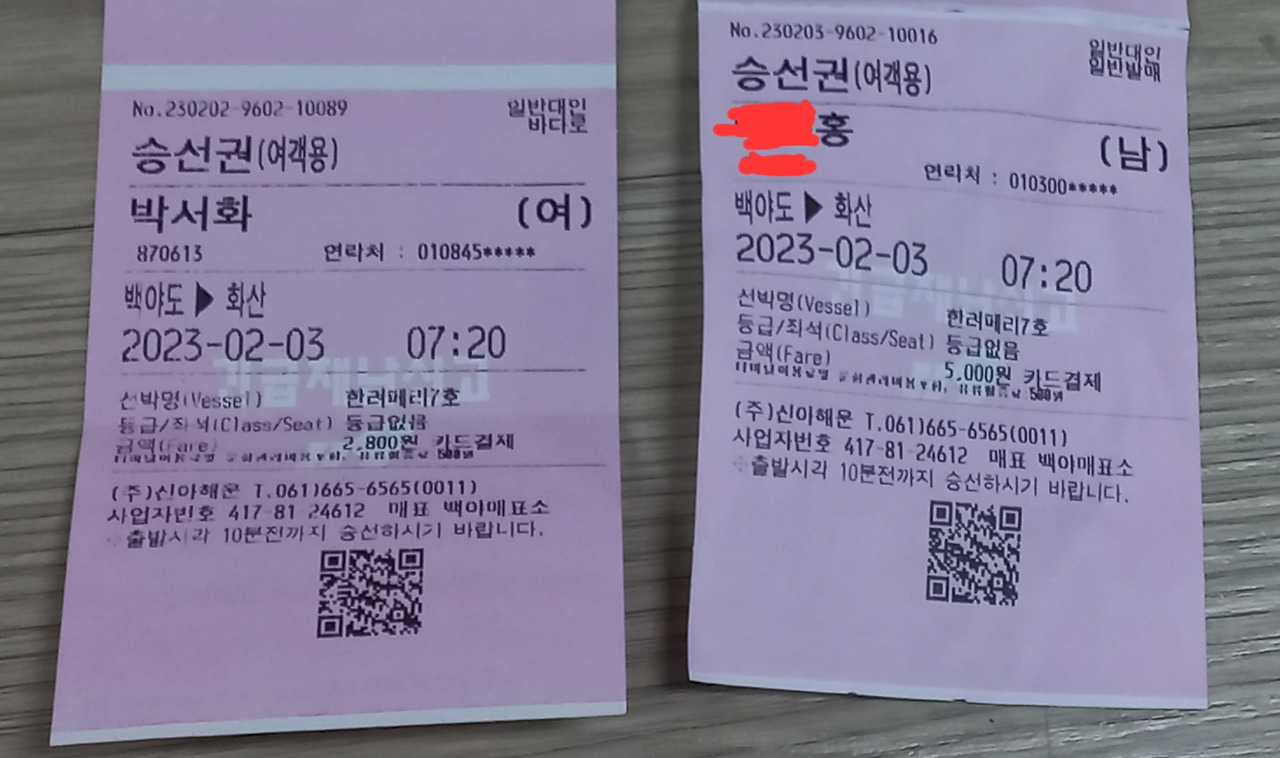 No.230202-9602-10089
일반대인
바다로
승선권(여객용)
박서화 (여)
870613 연락처 : 010845*****
백야도 ▶ 화산
2023-02-03 07:20
선박명(Vessel) 한려페리7호
등급/좌석(Class/Seat) 등급없음
금액(Fare) 2,800원 카드결제
500원
(주)신아해운 T.061)665-6565(0011)
사업자번호 417-81-24612 매표 백야매표소
※출발시각 10분전까지 승선하시기 바랍니다.
No.230203-9602-10016
일반대인
일반발매
승선권(여객용)
홍 (남)
연락처 : 010300*****
백야도 ▶ 화산
2023-02-03 07:20
선박명(Vessel) 한려페리7호
등급/좌석(Class/Seat) 등급없음
금액(Fare) 5,000원 카드결제
500원
(주)신아해운 T.061)665-6565(0011)
사업자번호 417-81-24612 매표 백야매표소
※출발시각 10분전까지 승선하시기 바랍니다.